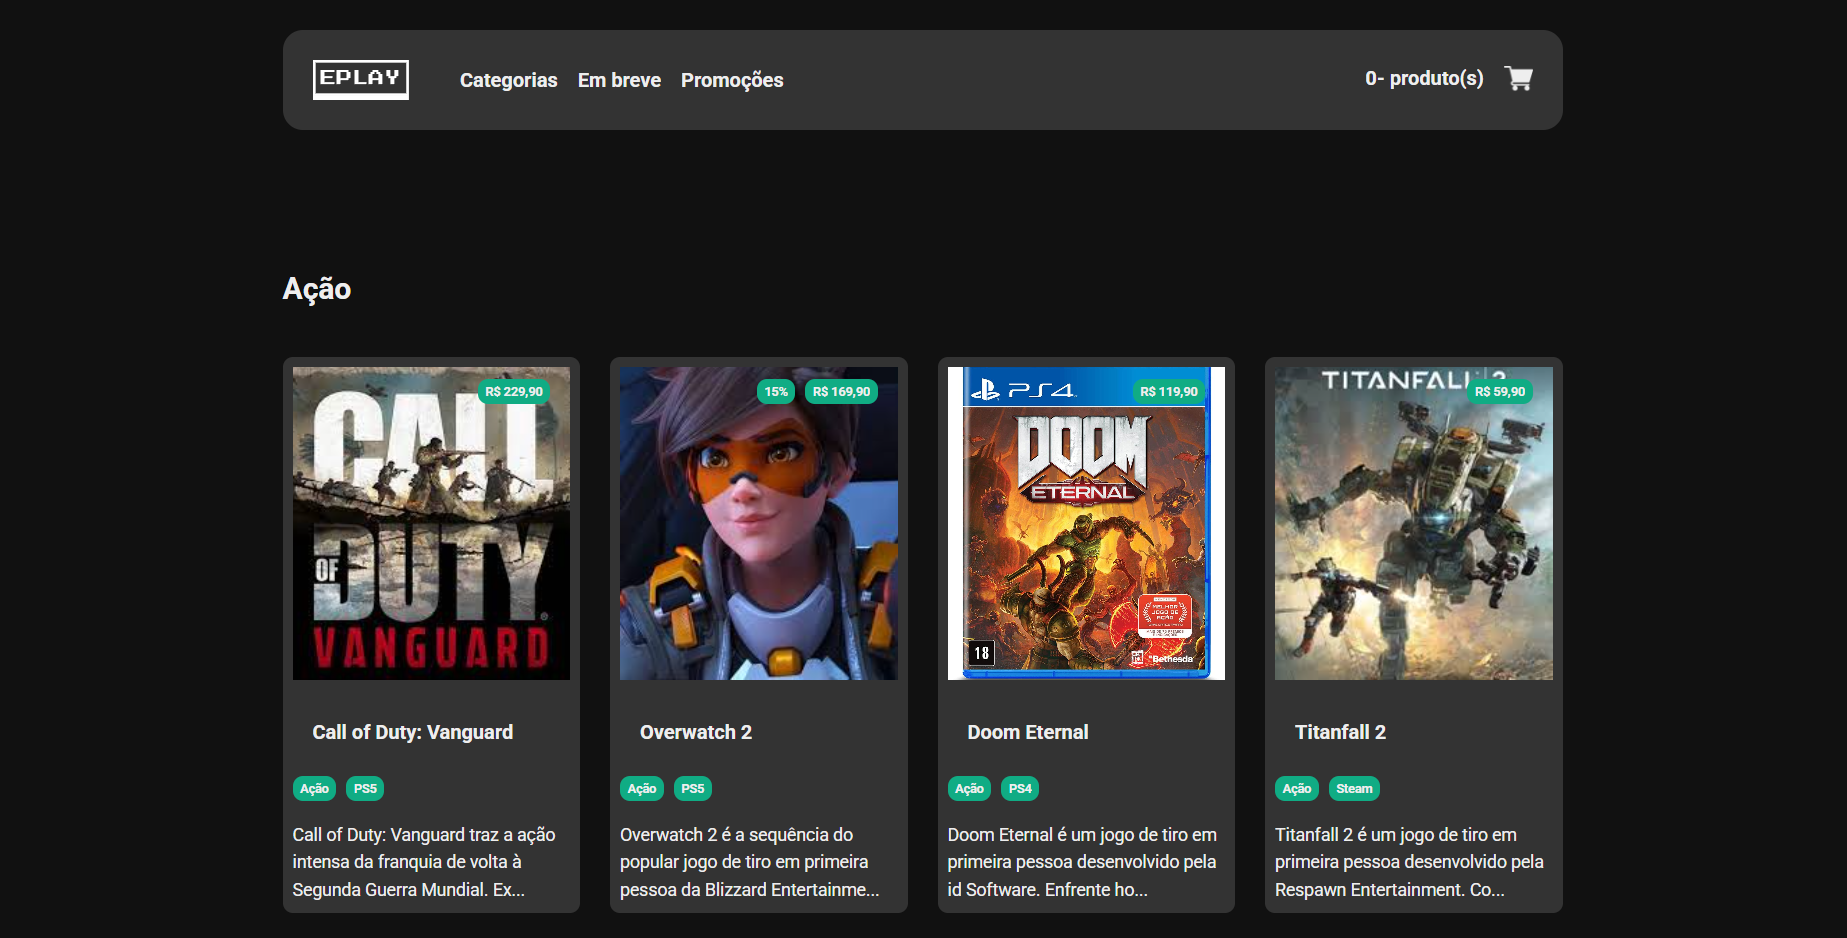 EPLAY
Categorias Em breve Promoções
0- produto(s)
Ação
CALL
OF DUTY
VANGUARD
R$ 229,90
Call of Duty: Vanguard
Ação PS5
Call of Duty: Vanguard traz a ação
intensa da franquia de volta à
Segunda Guerra Mundial. Ex...
15% R$ 169,90
Overwatch 2
Ação PS5
Overwatch 2 é a sequência do
popular jogo de tiro em primeira
pessoa da Blizzard Entertainme...
PS4
R$ 119,90
DOOM
ETERNAL
MELHOR
JOGO DE
AÇÃO
18
Bethesda
Doom Eternal
Ação PS4
Doom Eternal é um jogo de tiro em
primeira pessoa desenvolvido pela
id Software. Enfrente ho...
TITANFALL 2
R$ 59,90
Titanfall 2
Ação Steam
Titanfall 2 é um jogo de tiro em
primeira pessoa desenvolvido pela
Respawn Entertainment. Co...